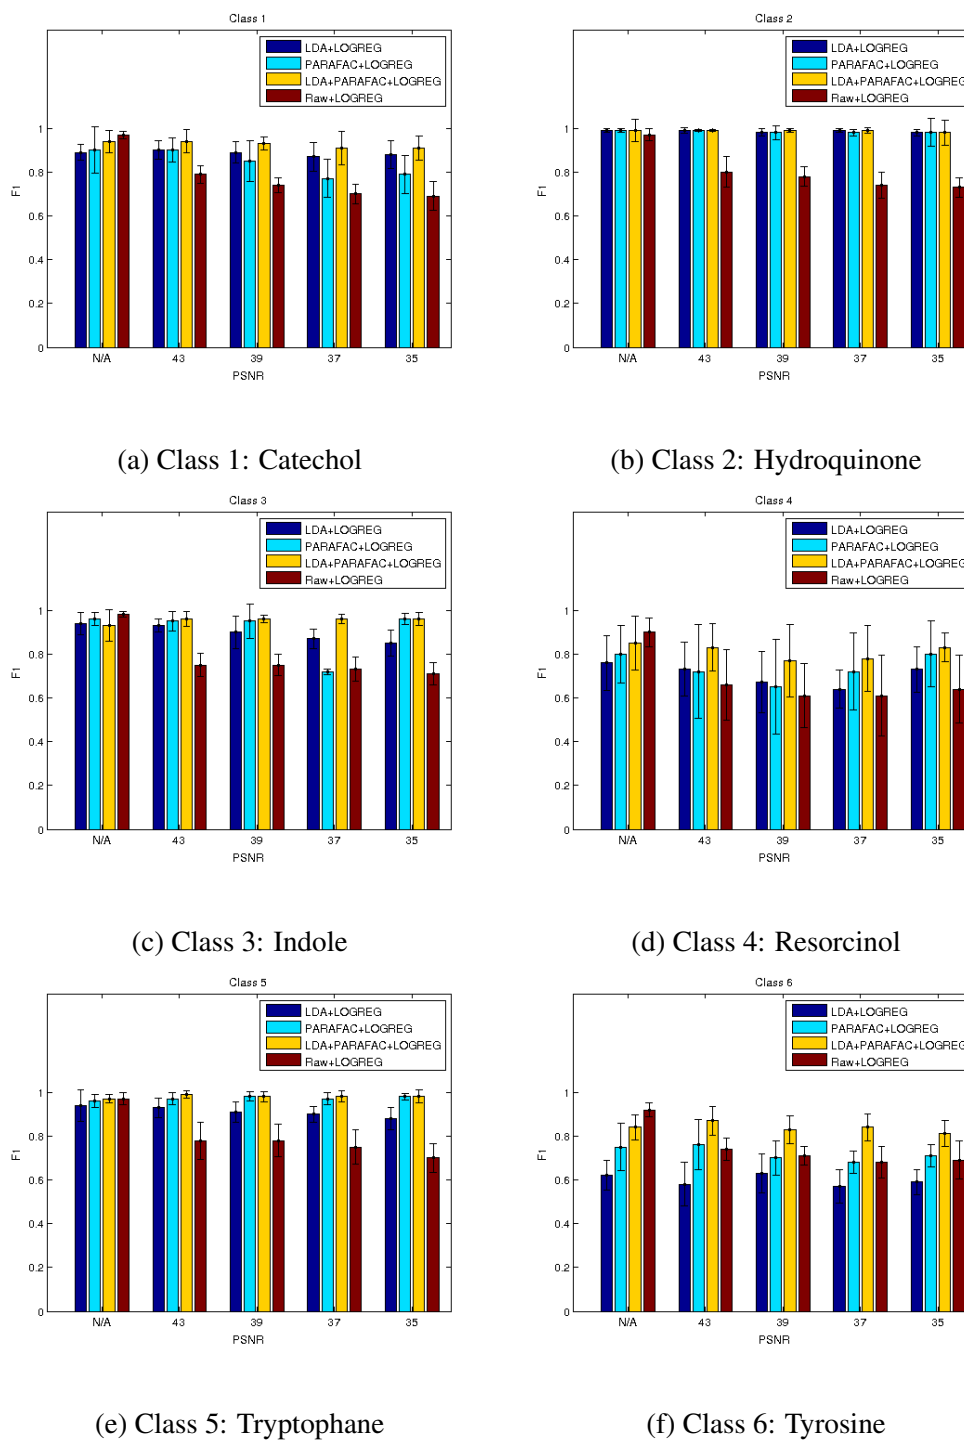 Class 1
LDA+LOGREG
PARAFAC+LOGREG
LDA+PARAFAC+LOGREG
Raw+LOGREG
1
0.8
0.6
0.4
0.2
0
F1
N/A 43 39 37 35
PSNR
(a) Class 1: Catechol
Class 2
LDA+LOGREG
PARAFAC+LOGREG
LDA+PARAFAC+LOGREG
Raw+LOGREG
1
0.8
0.6
0.4
0.2
0
F1
N/A 43 39 37 35
PSNR
(b) Class 2: Hydroquinone
Class 3
LDA+LOGREG
PARAFAC+LOGREG
LDA+PARAFAC+LOGREG
Raw+LOGREG
1
0.8
0.6
0.4
0.2
0
F1
N/A 43 39 37 35
PSNR
(c) Class 3: Indole
Class 4
LDA+LOGREG
PARAFAC+LOGREG
LDA+PARAFAC+LOGREG
Raw+LOGREG
1
0.8
0.6
0.4
0.2
0
F1
N/A 43 39 37 35
PSNR
(d) Class 4: Resorcinol
Class 5
LDA+LOGREG
PARAFAC+LOGREG
LDA+PARAFAC+LOGREG
Raw+LOGREG
1
0.8
0.6
0.4
0.2
0
F1
N/A 43 39 37 35
PSNR
(e) Class 5: Tryptophane
Class 6
LDA+LOGREG
PARAFAC+LOGREG
LDA+PARAFAC+LOGREG
Raw+LOGREG
1
0.8
0.6
0.4
0.2
0
F1
N/A 43 39 37 35
PSNR
(f) Class 6: Tyrosine